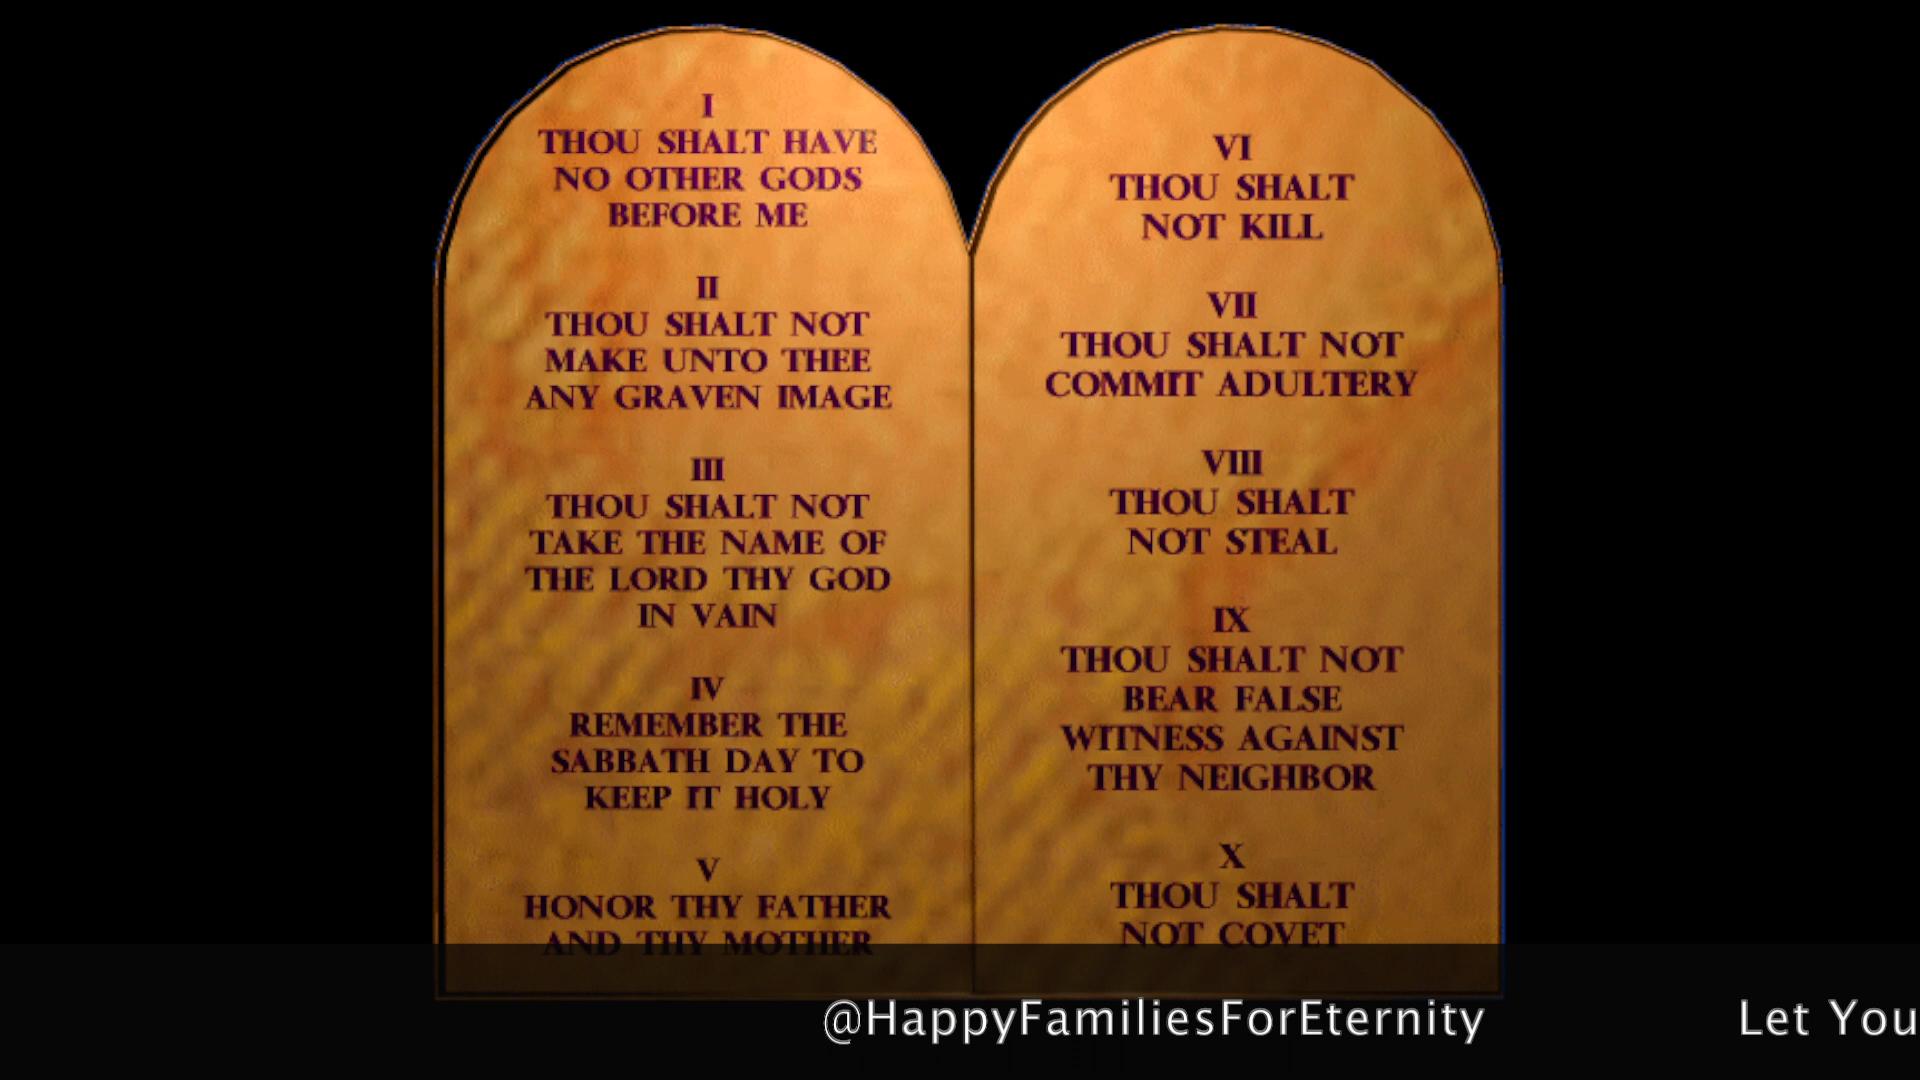 I
THOU SHALT HAVE
NO OTHER GODS
BEFORE ME
II
THOU SHALT NOT
MAKE UNTO THEE
ANY GRAVEN IMAGE
III
THOU SHALT NOT
TAKE THE NAME OF
THE LORD THY GOD
IN VAIN
IV
REMEMBER THE
SABBATH DAY TO
KEEP IT HOLY
V
HONOR THY FATHER
AND THY MOTHER
VI
THOU SHALT
NOT KILL
VII
THOU SHALT NOT
COMMIT ADULTERY
VIII
THOU SHALT
NOT STEAL
IX
THOU SHALT NOT
BEAR FALSE
WITNESS AGAINST
THY NEIGHBOR
X
THOU SHALT
NOT COVET
@HappyFamiliesForEternity Let You